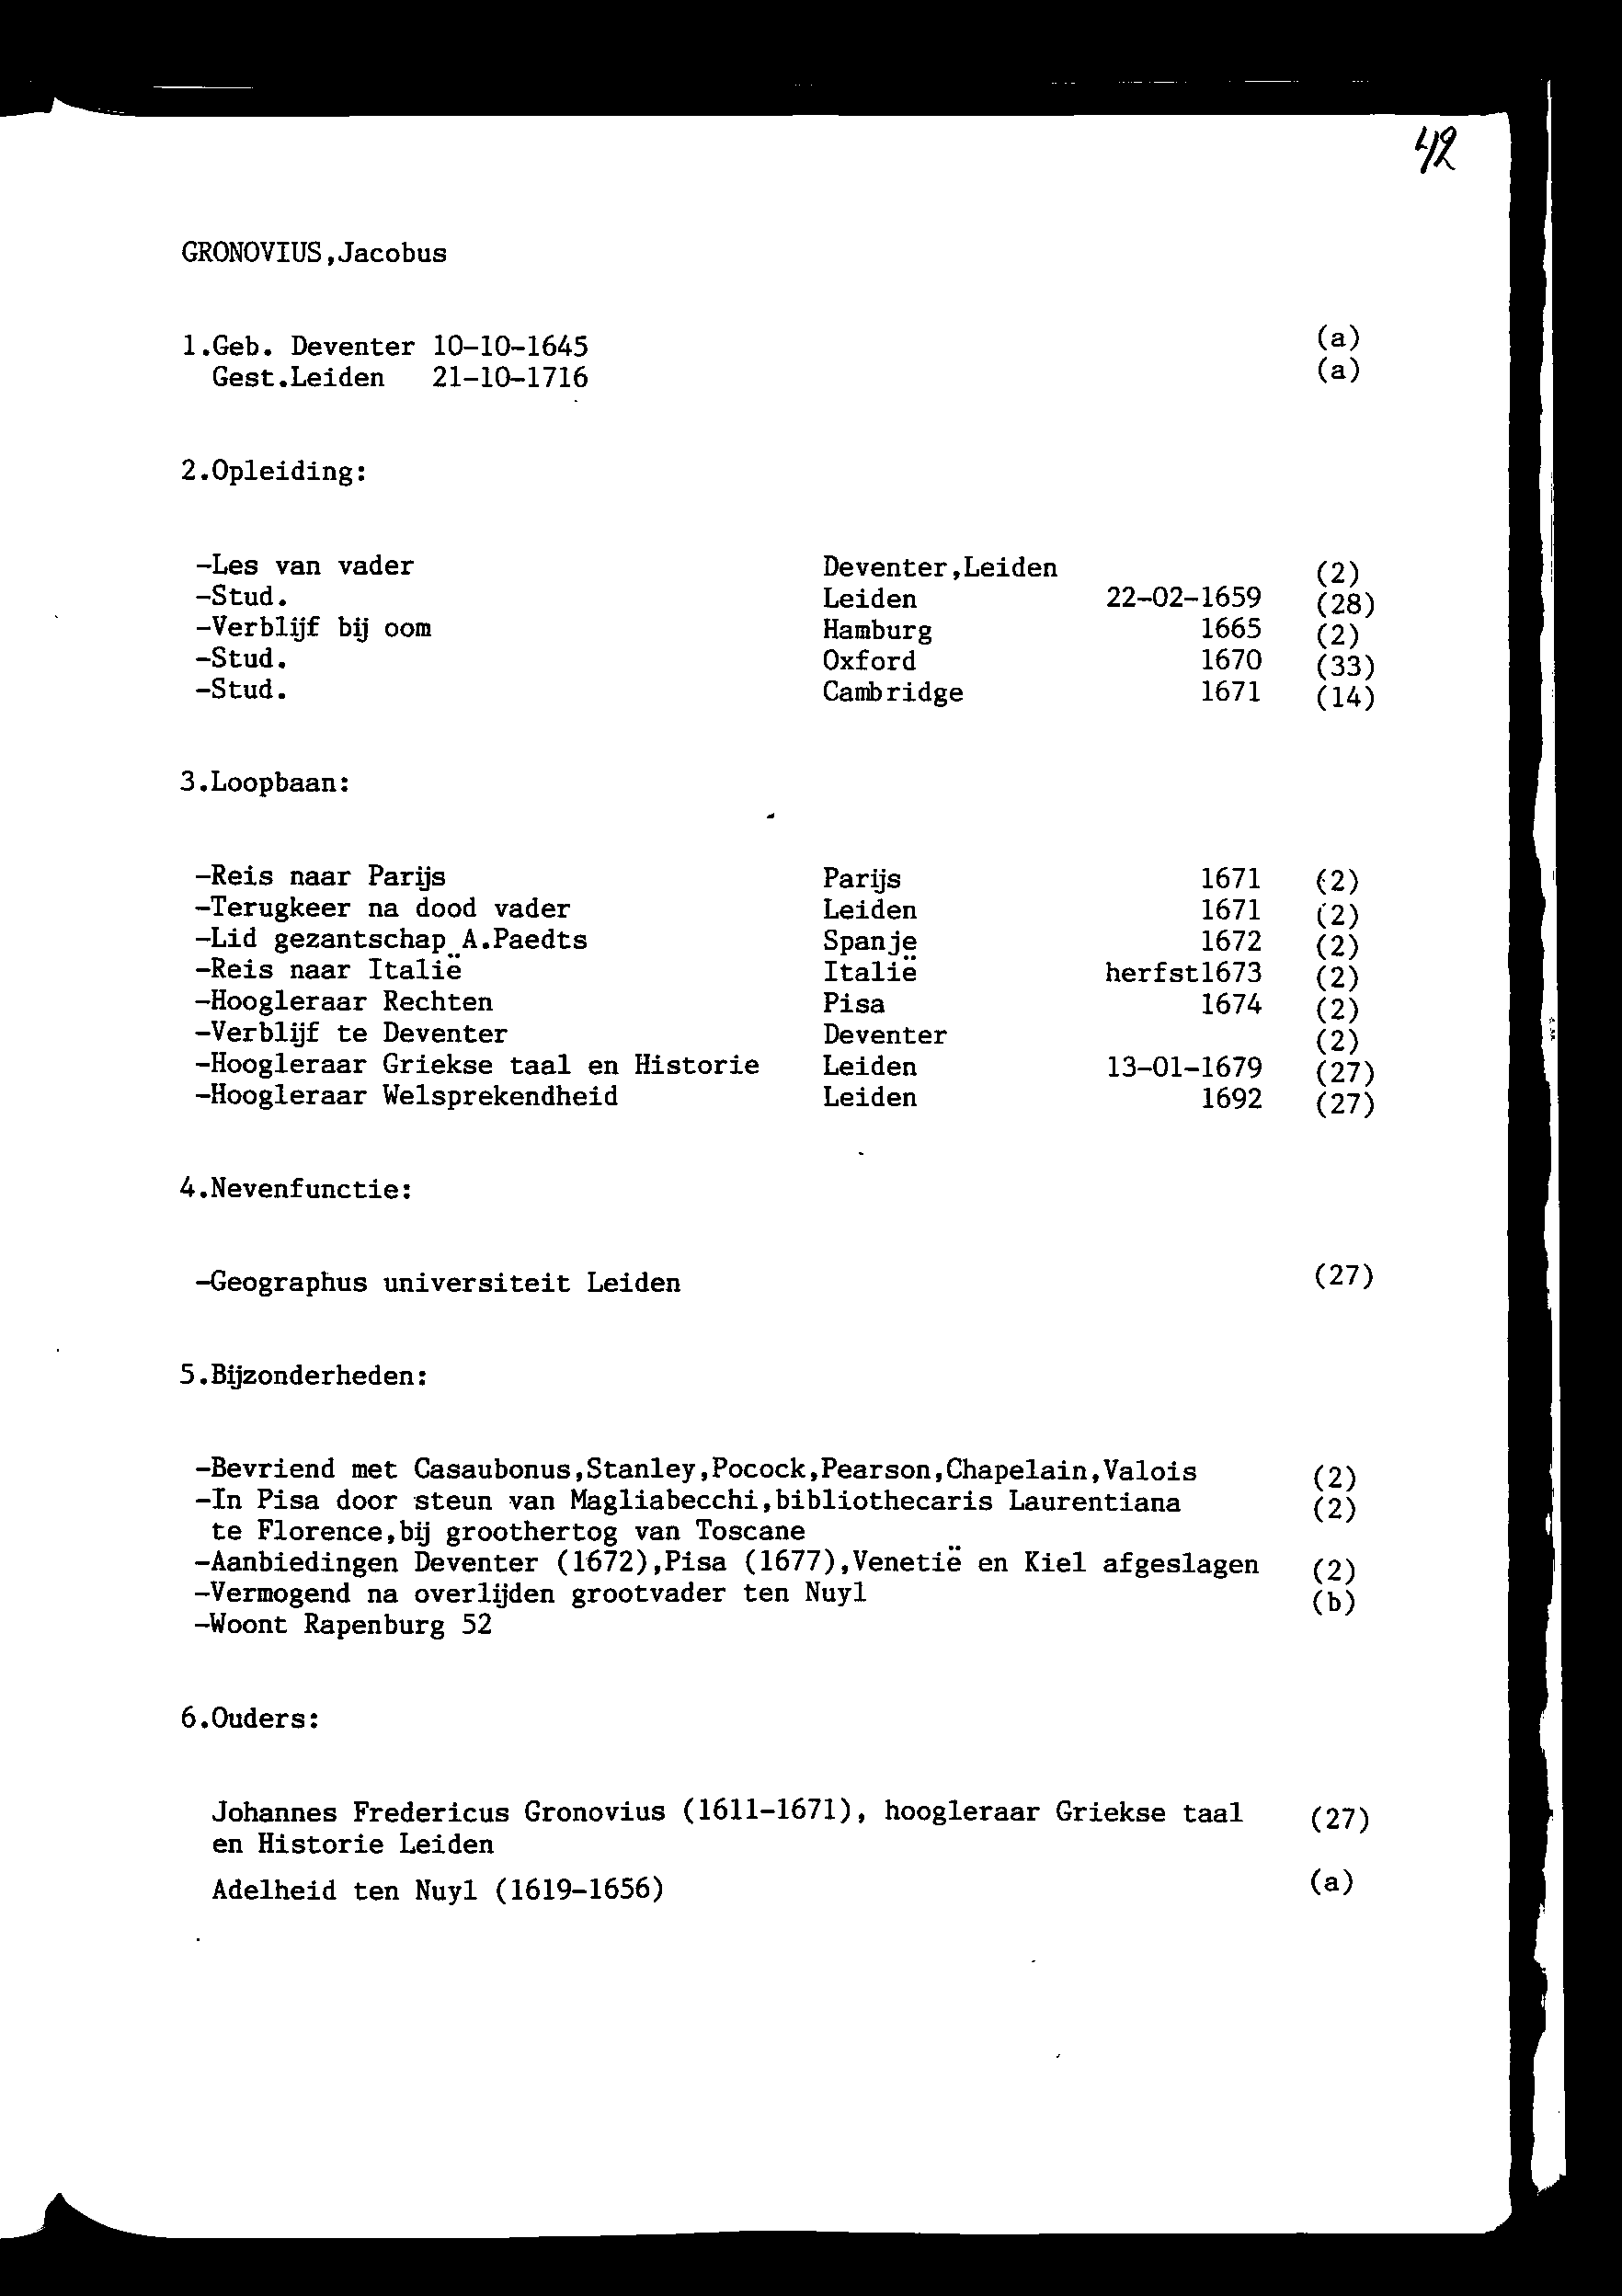 42
GRONOVIUS,Jacobus
1.Geb. Deventer 10-10-1645 (a)
Gest.Leiden 21-10-1716 (a)
2.Opleiding:
-Les van vader Deventer,Leiden (2)
-Stud. Leiden 22-02-1659 (28)
-Verblijf bij oom Hamburg 1665 (2)
-Stud. Oxford 1670 (33)
-Stud. Cambridge 1671 (14)
3.Loopbaan:
-Reis naar Parijs Parijs 1671 (2)
-Terugkeer na dood vader Leiden 1671 (2)
-Lid gezantschap A.Paedts Spanje 1672 (2)
-Reis naar Italië Italië herfst1673 (2)
-Hoogleraar Rechten Pisa 1674 (2)
-Verblijf te Deventer Deventer (2)
-Hoogleraar Griekse taal en Historie Leiden 13-01-1679 (27)
-Hoogleraar Welsprekendheid Leiden 1692 (27)
4.Nevenfunctie:
-Geographus universiteit Leiden (27)
5.Bijzonderheden:
-Bevriend met Casaubonus,Stanley,Pocock,Pearson,Chapelain,Valois (2)
-In Pisa door steun van Magliabecchi,bibliothecaris Laurentiana (2)
te Florence,bij groothertog van Toscane
-Aanbiedingen Deventer (1672),Pisa (1677),Venetië en Kiel afgeslagen (2)
-Vermogend na overlijden grootvader ten Nuyl (b)
-Woont Rapenburg 52
6.Ouders:
Johannes Fredericus Gronovius (1611-1671), hoogleraar Griekse taal (27)
en Historie Leiden
Adelheid ten Nuyl (1619-1656) (a)